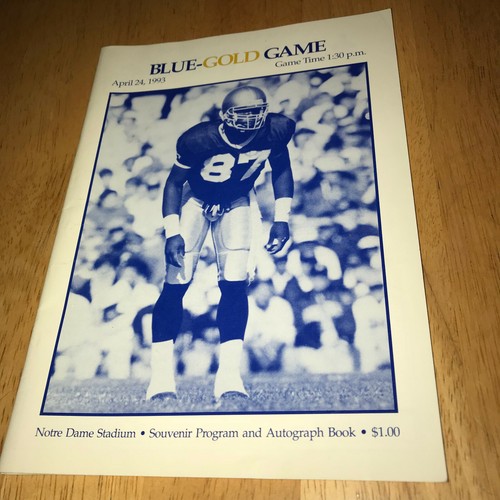 BLUE-GOLD GAME
April 24, 1993
Game Time 1:30 p.m.
87
Notre Dame Stadium • Souvenir Program and Autograph Book • $1.00